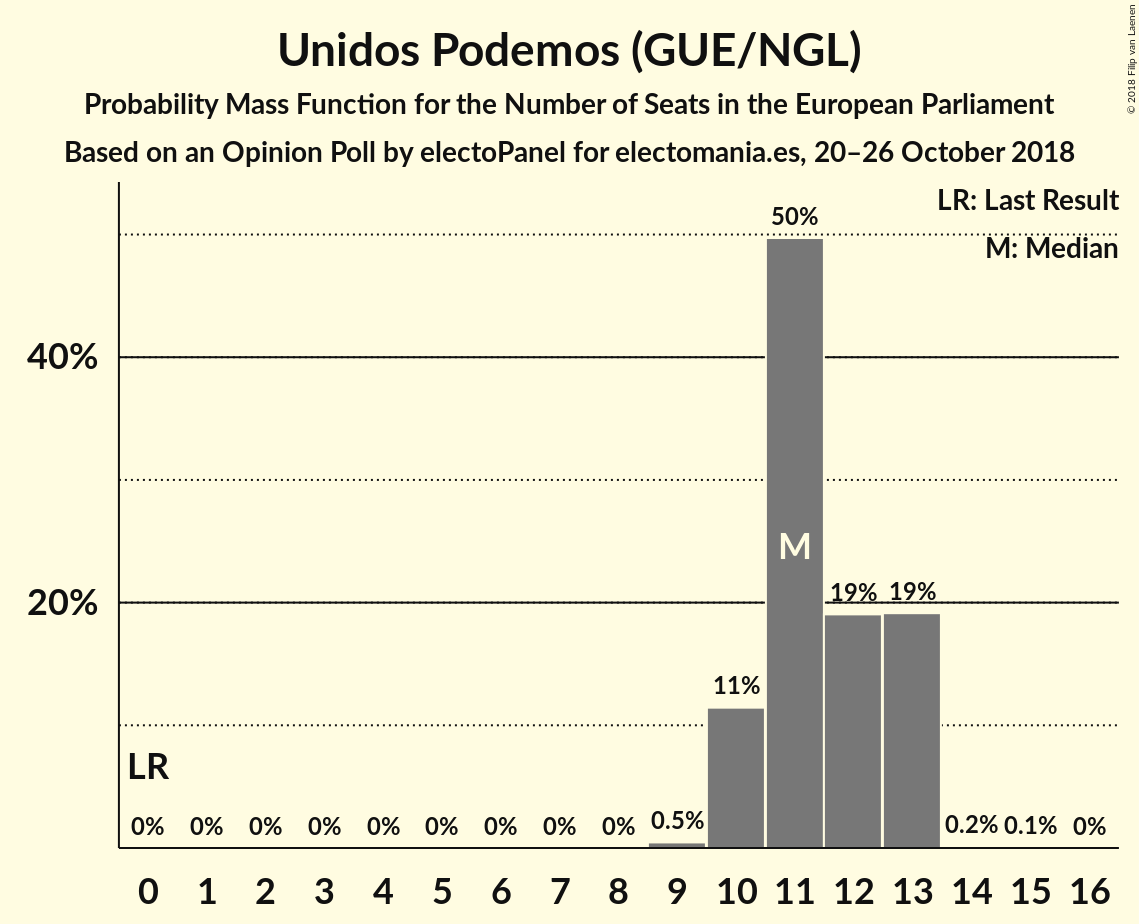 Unidos Podemos (GUE/NGL)
Probability Mass Function for the Number of Seats in the European Parliament
Based on an Opinion Poll by electoPanel for electomania.es, 20–26 October 2018
© 2018 Filip van Laenen
LR: Last Result
M: Median
50%
40%
M
20%
19% 19%
11%
LR
0% 0% 0% 0% 0% 0% 0% 0% 0% 0.5% 0.2% 0.1% 0%
0 1 2 3 4 5 6 7 8 9 10 11 12 13 14 15 16